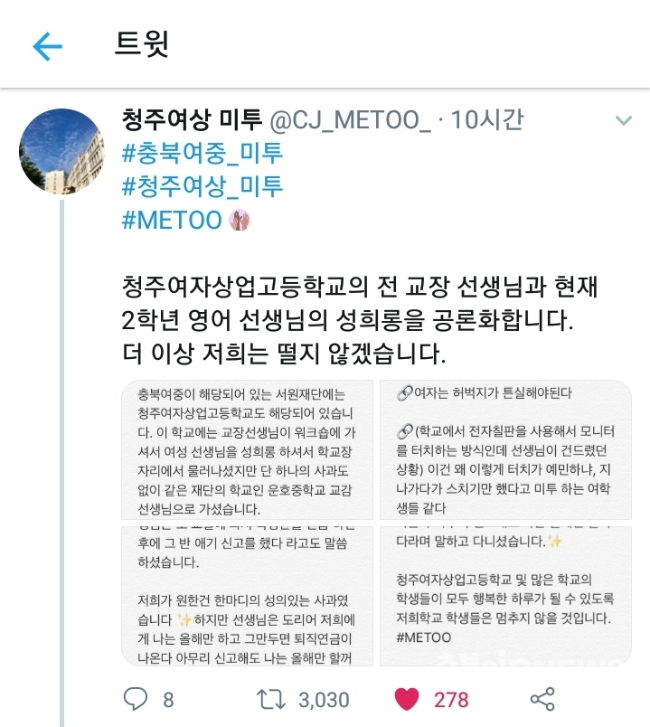 트윗
청주여상 미투 @CJ_METOO_ · 10시간
#충북여중_미투
#청주여상_미투
#METOO
청주여자상업고등학교의 전 교장 선생님과 현재
2학년 영어 선생님의 성희롱을 공론화합니다.
더 이상 저희는 떨지 않겠습니다.
충북여중이 해당되어 있는 서원재단에는
청주여자상업고등학교도 해당되어 있습니
다. 이 학교에는 교장선생님이 워크숍에 가
셔서 여성 선생님을 성희롱 하셔서 학교장
자리에서 물러나셨지만 단 하나의 사과도
없이 같은 재단의 학교인 운호중학교 교감
선생님으로 가셨습니다.
🔗여자는 허벅지가 튼실해야된다
🔗(학교에서 전자칠판을 사용해서 모니터
를 터치하는 방식인데 선생님이 건드렸던
상황) 이건 왜 이렇게 터치가 예민하냐, 지
나가다가 스치기만 했다고 미투 하는 여학
생들 같다
후에 그 반 애기 신고를 했다 라고도 말씀
하셨습니다.
저희가 원한건 한마디의 성의있는 사과였
습니다 ✨하지만 선생님은 도리어 저희에
게 나는 올해만 하고 그만두면 퇴직연금이
나온다 아무리 신고해도 나는 올해만 할꺼
다라며 말하고 다니셨습니다.✨
청주여자상업고등학교 및 많은 학교의
학생들이 모두 행복한 하루가 될 수 있도록
저희학교 학생들은 멈추지 않을 것입니다.
#METOO
8 3,030 278